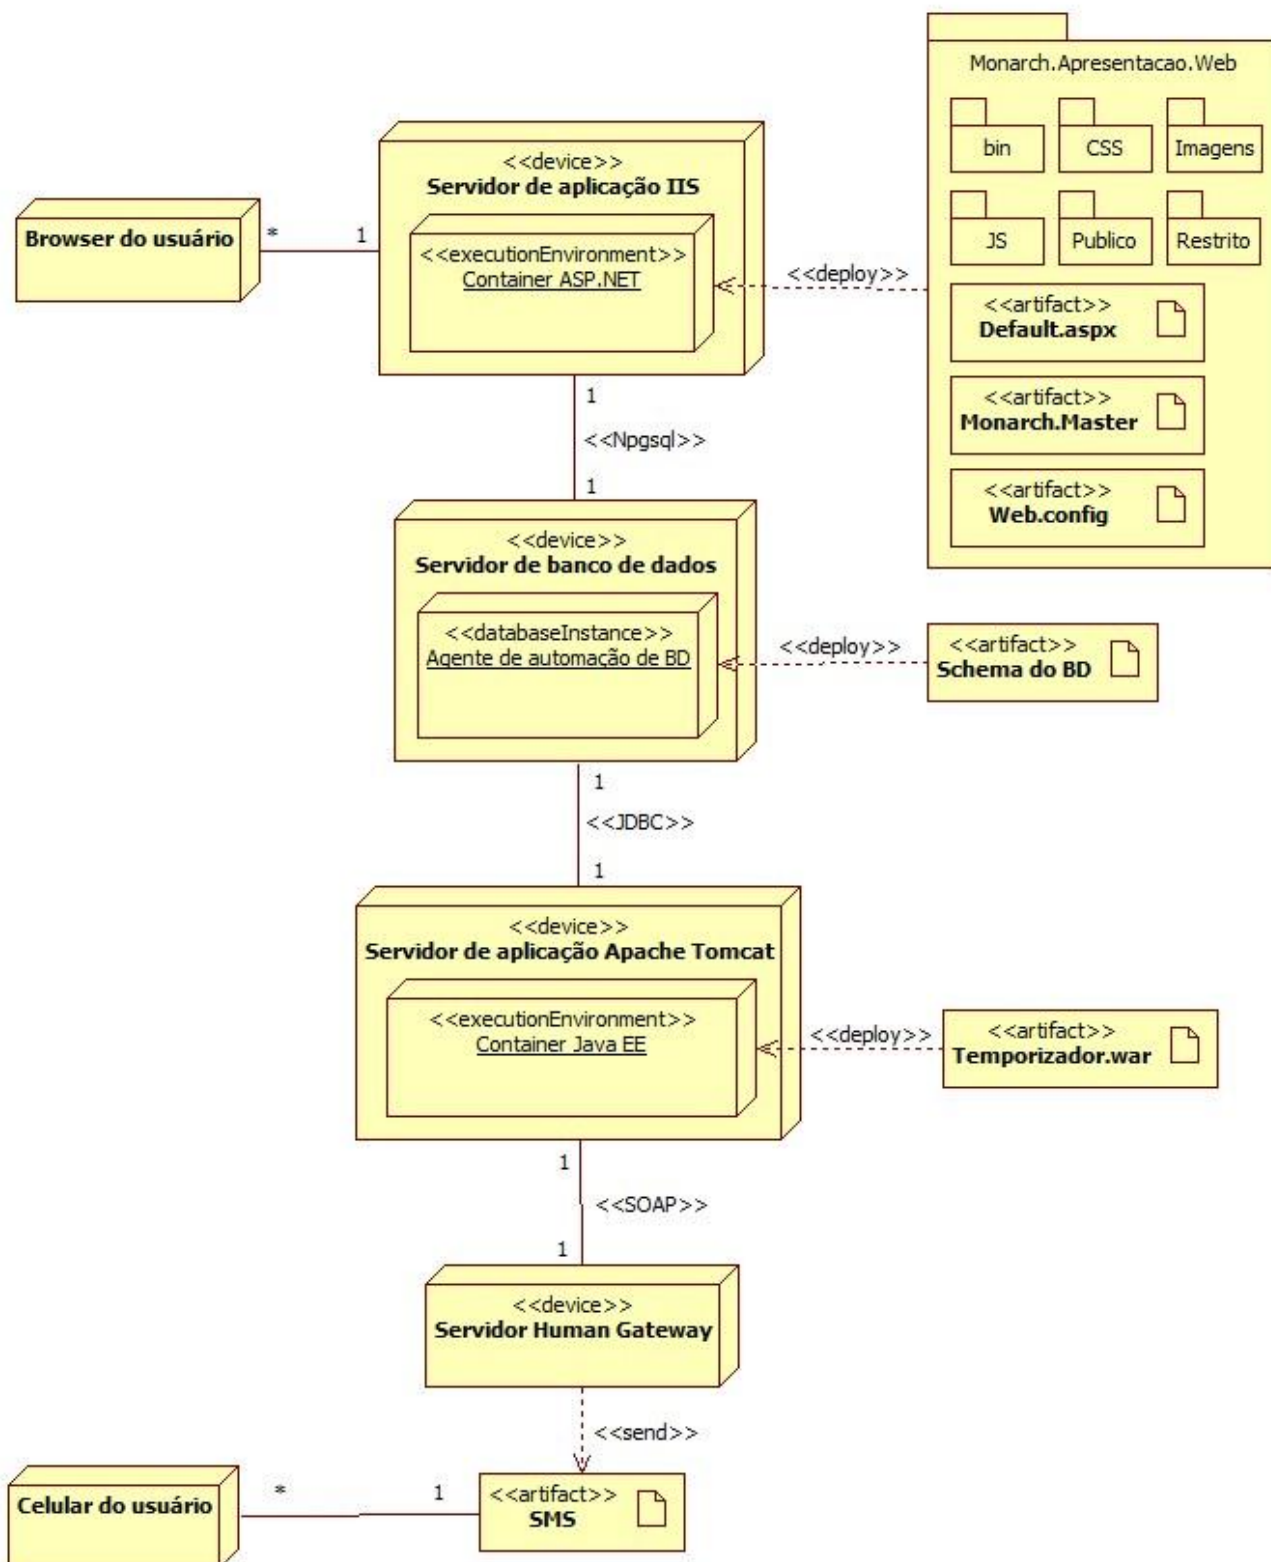 Monarch.Apresentacao.Web
bin
CSS
Imagens
JS
Publico
Restrito
<<artifact>>
Default.aspx
<<artifact>>
Monarch.Master
<<artifact>>
Web.config
<<device>>
Servidor de aplicação IIS
<<executionEnvironment>>
Container ASP.NET
<<deploy>>
Browser do usuário
*
1
1
<<Npgsql>>
1
<<device>>
Servidor de banco de dados
<<databaseInstance>>
Agente de automação de BD
<<deploy>>
<<artifact>>
Schema do BD
1
<<JDBC>>
1
<<device>>
Servidor de aplicação Apache Tomcat
<<executionEnvironment>>
Container Java EE
<<deploy>>
<<artifact>>
Temporizador.war
1
<<SOAP>>
1
<<device>>
Servidor Human Gateway
<<send>>
Celular do usuário
*
1
<<artifact>>
SMS